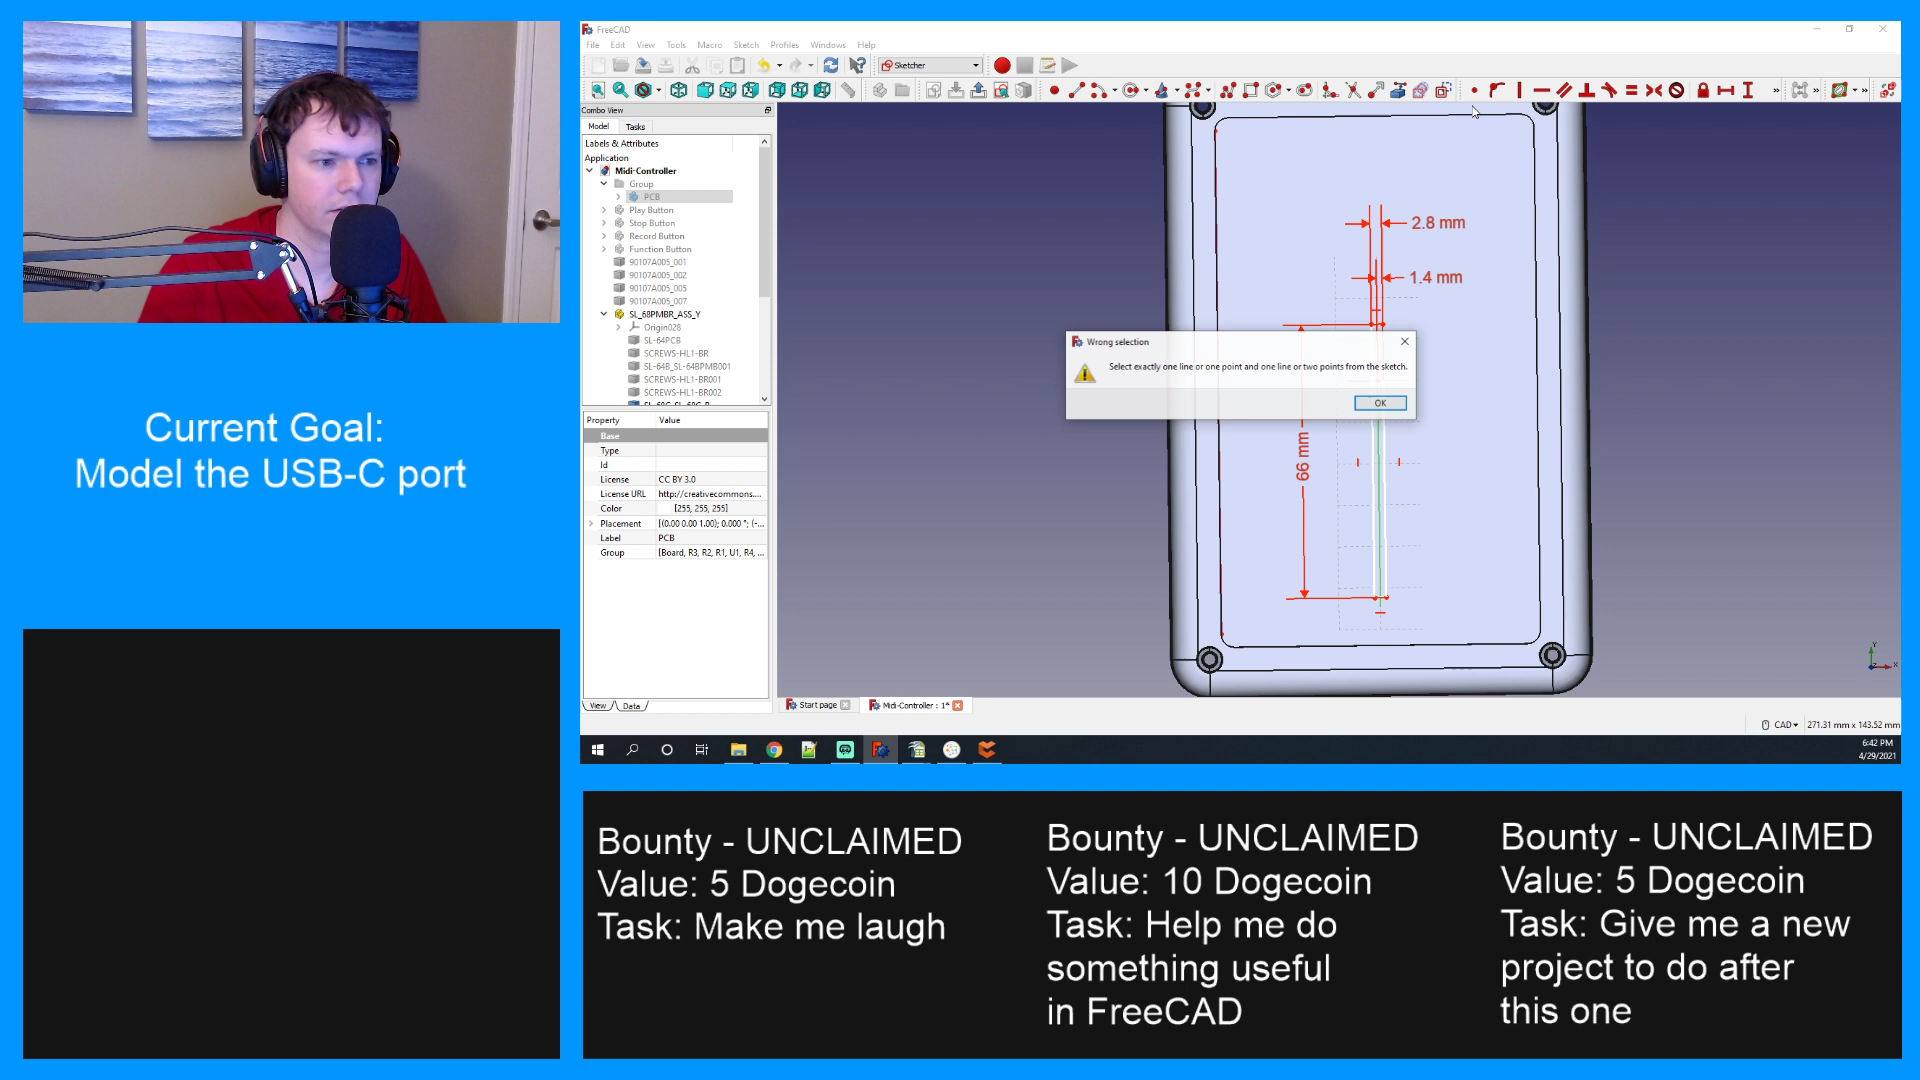 FreeCAD
File Edit View Tools Macro Sketch Profiles Windows Help
Sketcher
Combo View
Model Tasks
Labels & Attributes
Application
Midi-Controller
Group
PCB
Play Button
Stop Button
Record Button
Function Button
90107A005_001
90107A005_002
90107A005_005
90107A005_007
SL_68PMBR_ASS_Y
Origin028
SL-64PCB
SCREWS-HL1-BR
SL-64B_SL-64BPMB001
SCREWS-HL1-BR001
SCREWS-HL1-BR002
Property Value
Base
Type
Id
License CC BY 3.0
License URL http://creativecommons....
Color [255, 255, 255]
Placement [(0.00 0.00 1.00); 0.000 °; (-...
Label PCB
Group [Board, R3, R2, R1, U1, R4, ...
View Data
2.8 mm
1.4 mm
66 mm
Wrong selection
Select exactly one line or one point and one line or two points from the sketch.
OK
Y
X
Start page
Midi-Controller : 1*
CAD 271.31 mm x 143.52 mm
6:42 PM
4/29/2021
Current Goal:
Model the USB-C port
Bounty - UNCLAIMED
Value: 5 Dogecoin
Task: Make me laugh
Bounty - UNCLAIMED
Value: 10 Dogecoin
Task: Help me do
something useful
in FreeCAD
Bounty - UNCLAIMED
Value: 5 Dogecoin
Task: Give me a new
project to do after
this one